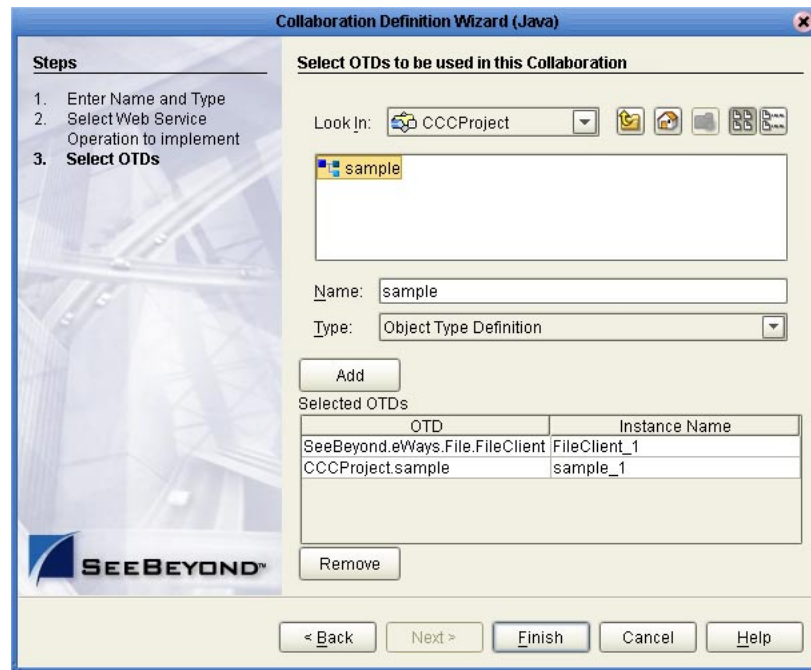 Collaboration Definition Wizard (Java)
Steps
1. Enter Name and Type
2. Select Web Service
Operation to implement
3. Select OTDs
Select OTDs to be used in this Collaboration
Look In: CCCProject
sample
Name: sample
Type: Object Type Definition
Add
Selected OTDs
OTD Instance Name
SeeBeyond.eWays.File.FileClient FileClient_1
CCCProject.sample sample_1
Remove
SEEBEYOND™
< Back Next > Finish Cancel Help